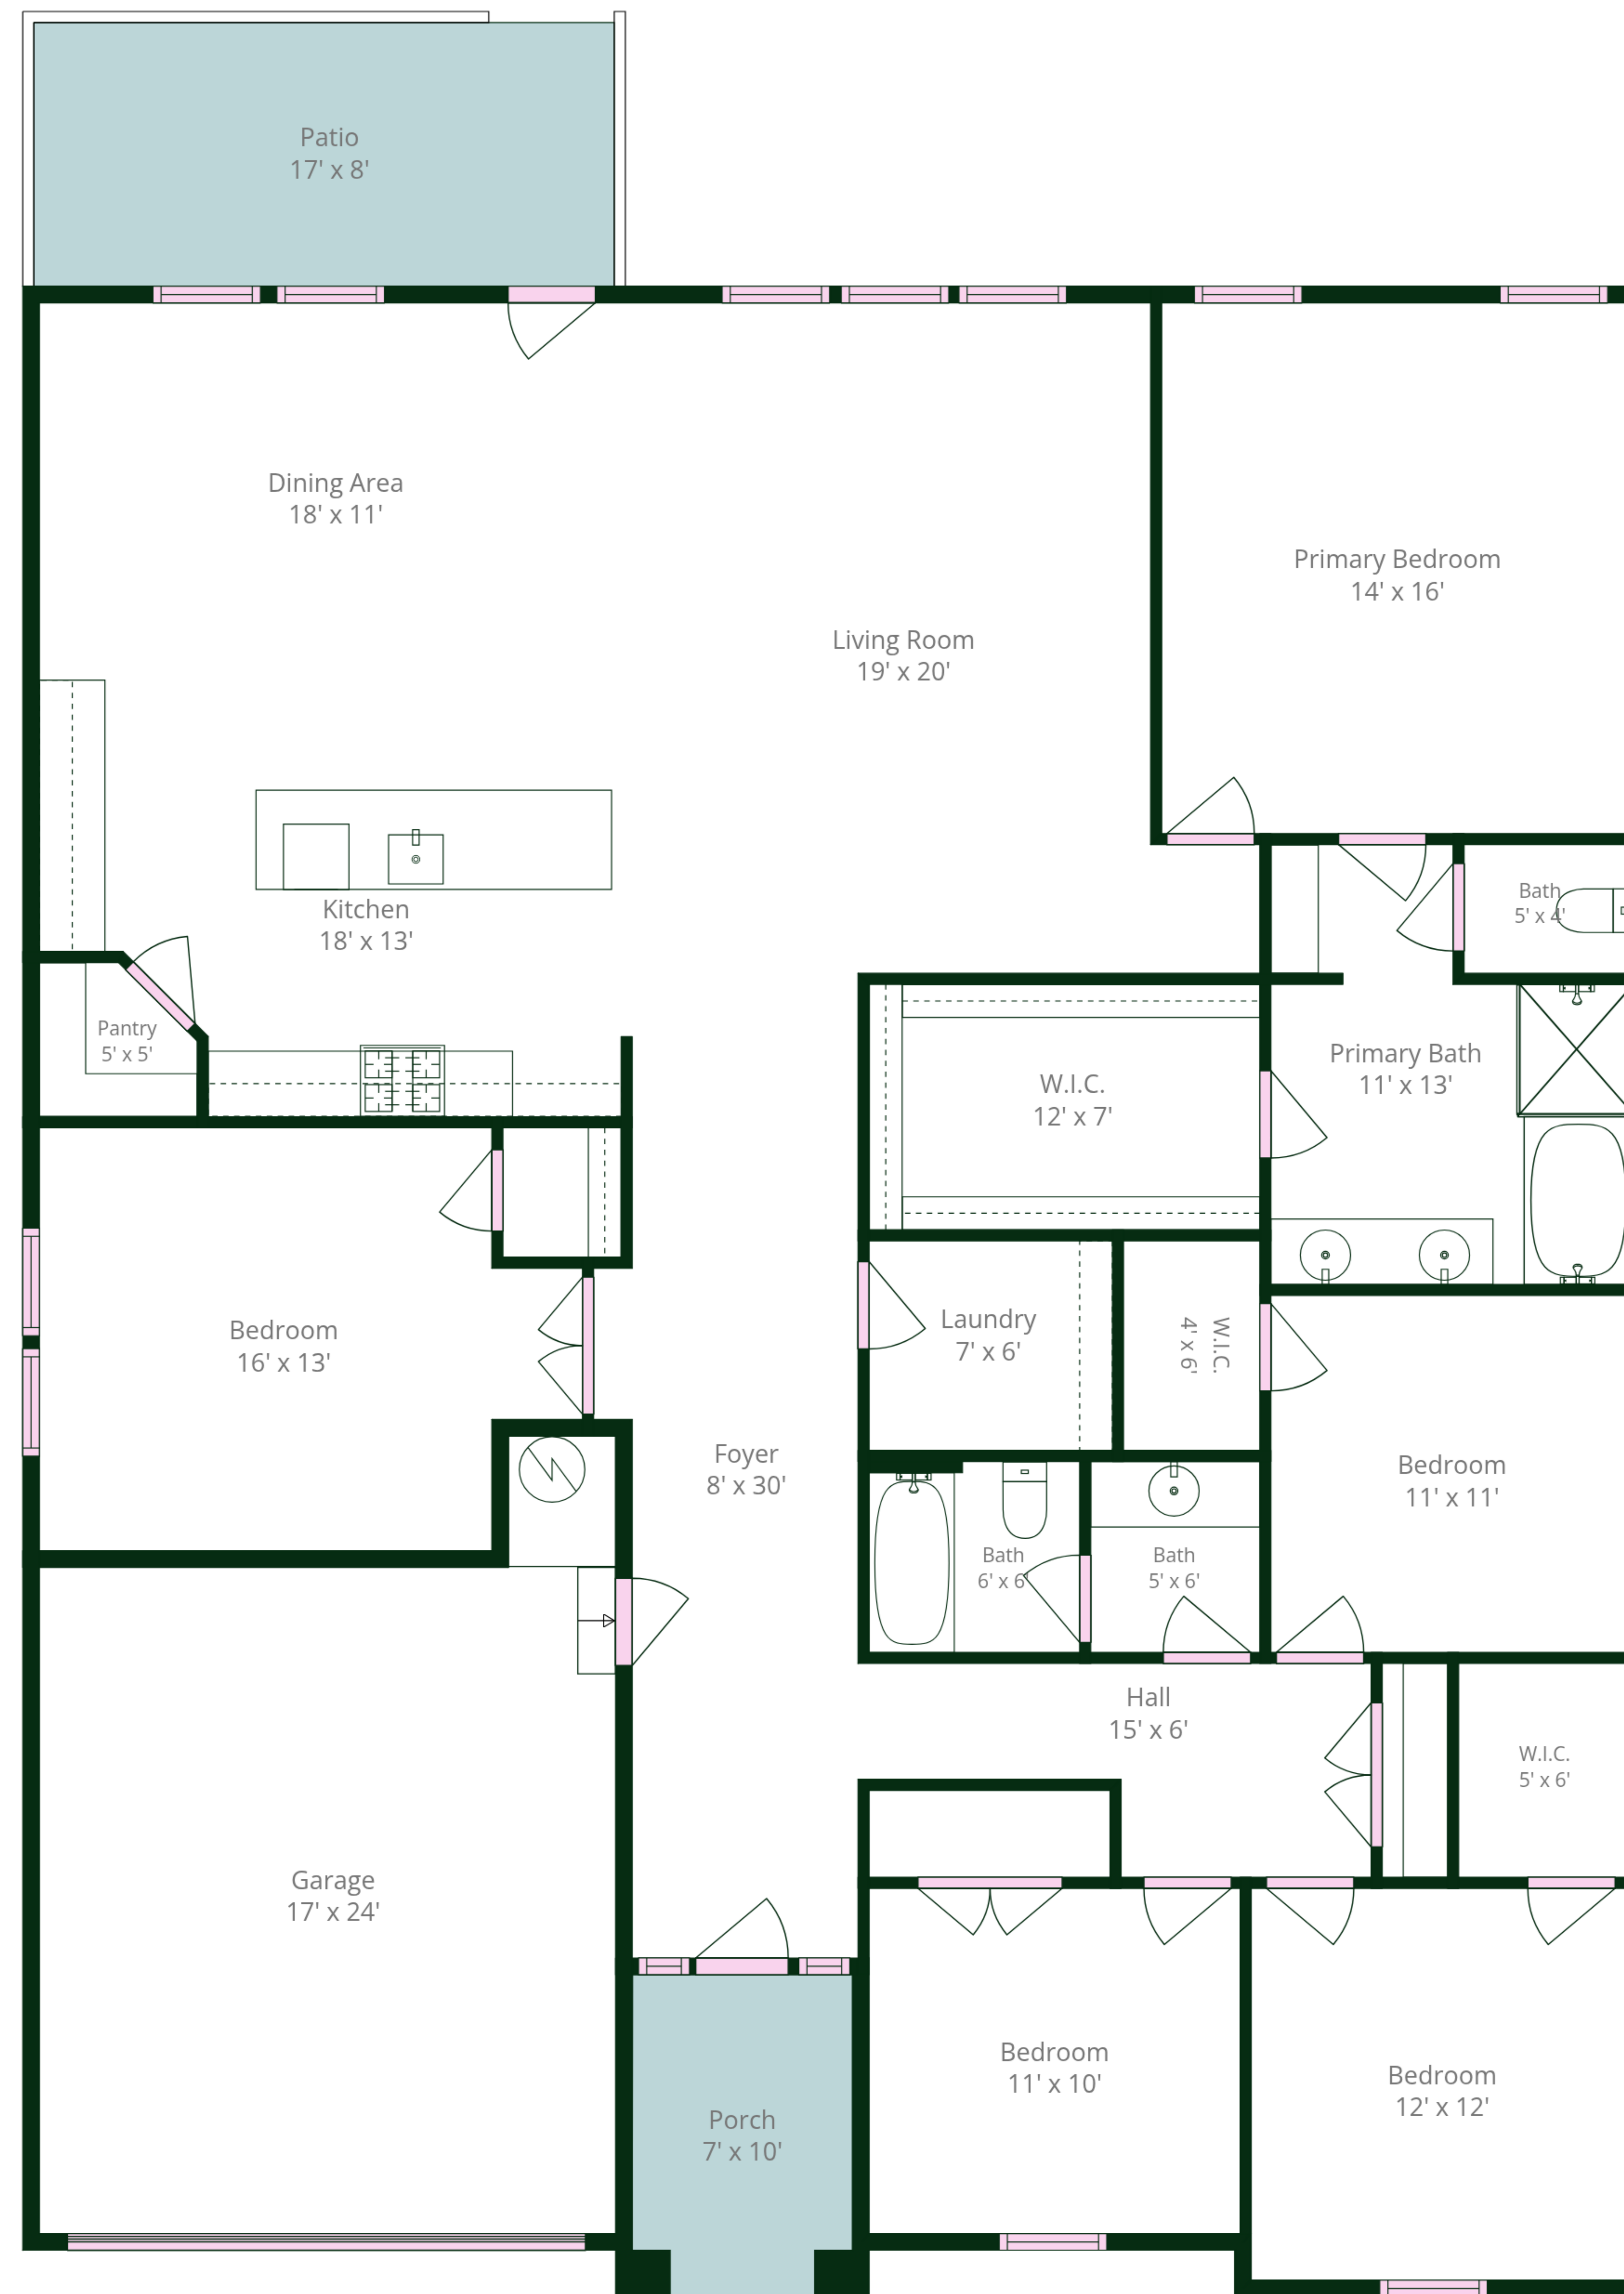 Patio
17' x 8'
Dining Area
18' x 11'
Primary Bedroom
14' x 16'
Living Room
19' x 20'
Kitchen
18' x 13'
Bath
5' x 4'
Pantry
5' x 5'
Primary Bath
11' x 13'
W.I.C.
12' x 7'
Bedroom
16' x 13'
Laundry
7' x 6'
W.I.C.
4' x 6'
Foyer
8' x 30'
Bedroom
11' x 11'
Bath
6' x 6'
Bath
5' x 6'
Hall
15' x 6'
W.I.C.
5' x 6'
Garage
17' x 24'
Bedroom
11' x 10'
Bedroom
12' x 12'
Porch
7' x 10'